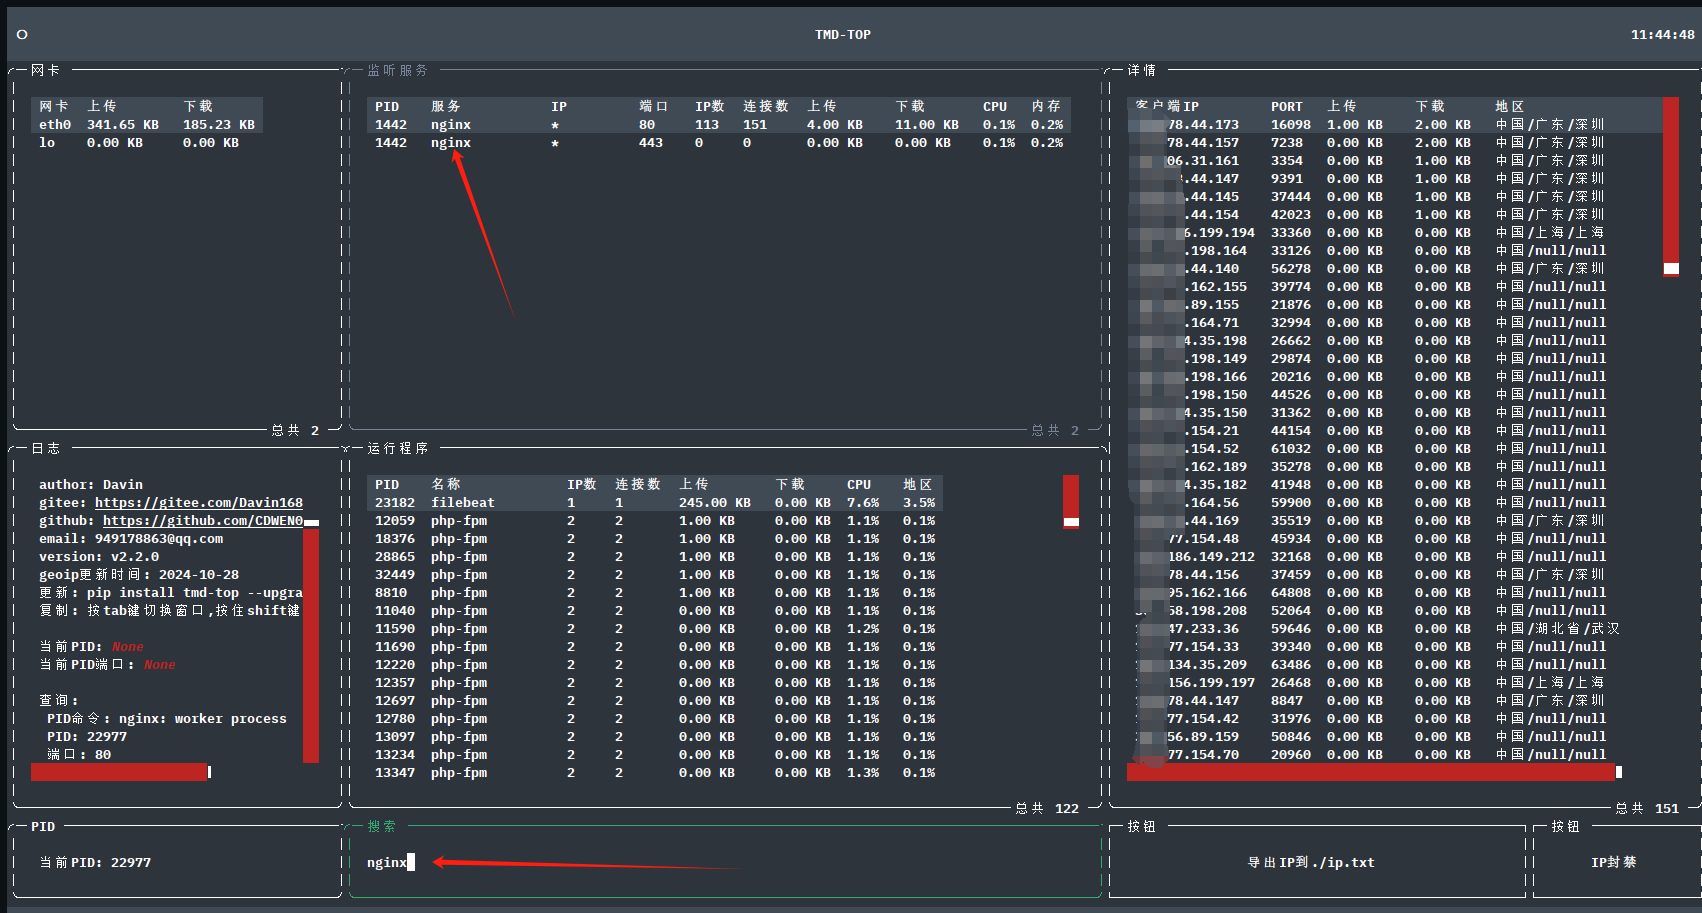 O TMD-TOP 11:44:48
网卡
网卡 上传 下载
eth0 341.65 KB 185.23 KB
lo 0.00 KB 0.00 KB
总共 2
监听服务
PID 服务 IP 端口 IP数 连接数 上传 下载 CPU 内存
1442 nginx * 80 113 151 4.00 KB 11.00 KB 0.1% 0.2%
1442 nginx * 443 0 0 0.00 KB 0.00 KB 0.1% 0.2%
总共 2
详情
客户端IP PORT 上传 下载 地区
78.44.173 16098 1.00 KB 2.00 KB 中国/广东/深圳
78.44.157 7238 0.00 KB 2.00 KB 中国/广东/深圳
06.31.161 3354 0.00 KB 1.00 KB 中国/广东/深圳
.44.147 9391 0.00 KB 1.00 KB 中国/广东/深圳
.44.145 37444 0.00 KB 1.00 KB 中国/广东/深圳
.44.154 42023 0.00 KB 1.00 KB 中国/广东/深圳
6.199.194 33360 0.00 KB 0.00 KB 中国/上海/上海
.198.164 33126 0.00 KB 0.00 KB 中国/null/null
.44.140 56278 0.00 KB 0.00 KB 中国/广东/深圳
.162.155 39774 0.00 KB 0.00 KB 中国/null/null
.89.155 21876 0.00 KB 0.00 KB 中国/null/null
.164.71 32994 0.00 KB 0.00 KB 中国/null/null
4.35.198 26662 0.00 KB 0.00 KB 中国/null/null
.198.149 29874 0.00 KB 0.00 KB 中国/null/null
.198.166 20216 0.00 KB 0.00 KB 中国/null/null
.198.150 44526 0.00 KB 0.00 KB 中国/null/null
4.35.150 31362 0.00 KB 0.00 KB 中国/null/null
.154.21 44154 0.00 KB 0.00 KB 中国/null/null
.154.52 61032 0.00 KB 0.00 KB 中国/null/null
.162.189 35278 0.00 KB 0.00 KB 中国/null/null
4.35.182 41948 0.00 KB 0.00 KB 中国/null/null
.164.56 59900 0.00 KB 0.00 KB 中国/null/null
.44.169 35519 0.00 KB 0.00 KB 中国/广东/深圳
77.154.48 45934 0.00 KB 0.00 KB 中国/null/null
186.149.212 32168 0.00 KB 0.00 KB 中国/null/null
78.44.156 37459 0.00 KB 0.00 KB 中国/广东/深圳
95.162.166 64808 0.00 KB 0.00 KB 中国/null/null
58.198.208 52064 0.00 KB 0.00 KB 中国/null/null
47.233.36 59646 0.00 KB 0.00 KB 中国/湖北省/武汉
77.154.33 39340 0.00 KB 0.00 KB 中国/null/null
134.35.209 63486 0.00 KB 0.00 KB 中国/null/null
156.199.197 26468 0.00 KB 0.00 KB 中国/上海/上海
78.44.147 8847 0.00 KB 0.00 KB 中国/广东/深圳
77.154.42 31976 0.00 KB 0.00 KB 中国/null/null
56.89.159 50846 0.00 KB 0.00 KB 中国/null/null
77.154.70 20960 0.00 KB 0.00 KB 中国/null/null
总共 151
日志
author: Davin
gitee: https://gitee.com/Davin168
github: https://github.com/CDWEN0
email: 949178863@qq.com
version: v2.2.0
geoip更新时间: 2024-10-28
更新: pip install tmd-top --upgra
复制: 按tab键切换窗口,按住shift键
当前PID: None
当前PID端口: None
查询:
PID命令: nginx: worker process
PID: 22977
端口: 80
运行程序
PID 名称 IP数 连接数 上传 下载 CPU 地区
23182 filebeat 1 1 245.00 KB 0.00 KB 7.6% 3.5%
12059 php-fpm 2 2 1.00 KB 0.00 KB 1.1% 0.1%
18376 php-fpm 2 2 1.00 KB 0.00 KB 1.1% 0.1%
28865 php-fpm 2 2 1.00 KB 0.00 KB 1.1% 0.1%
32449 php-fpm 2 2 1.00 KB 0.00 KB 1.1% 0.1%
8810 php-fpm 2 2 1.00 KB 0.00 KB 1.1% 0.1%
11040 php-fpm 2 2 0.00 KB 0.00 KB 1.1% 0.1%
11590 php-fpm 2 2 0.00 KB 0.00 KB 1.2% 0.1%
11690 php-fpm 2 2 0.00 KB 0.00 KB 1.1% 0.1%
12220 php-fpm 2 2 0.00 KB 0.00 KB 1.1% 0.1%
12357 php-fpm 2 2 0.00 KB 0.00 KB 1.1% 0.1%
12697 php-fpm 2 2 0.00 KB 0.00 KB 1.1% 0.1%
12780 php-fpm 2 2 0.00 KB 0.00 KB 1.1% 0.1%
13097 php-fpm 2 2 0.00 KB 0.00 KB 1.1% 0.1%
13234 php-fpm 2 2 0.00 KB 0.00 KB 1.1% 0.1%
13347 php-fpm 2 2 0.00 KB 0.00 KB 1.3% 0.1%
总共 122
PID
当前PID: 22977
搜索
nginx
按钮
导出IP到./ip.txt
按钮
IP封禁